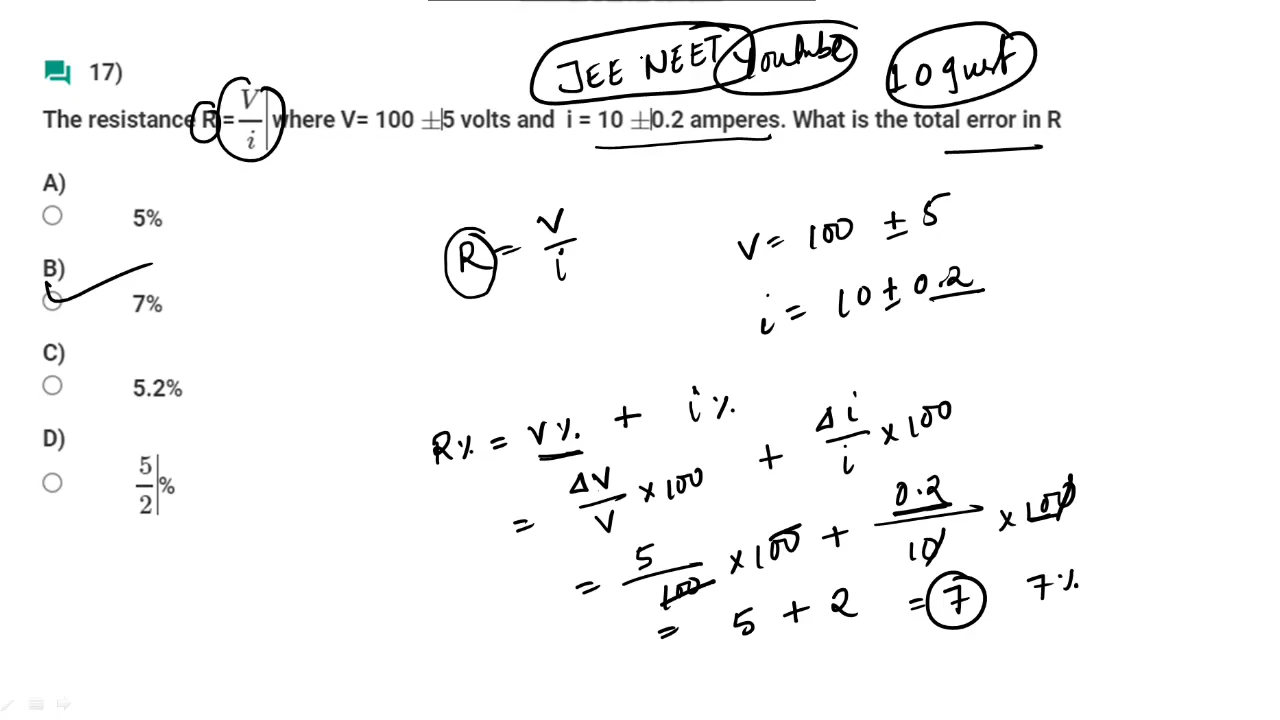 JEE NEET Youtube 10gurt
17)
The resistance R = V/i where V= 100 ±5 volts and i = 10 ±0.2 amperes. What is the total error in R
A)
5%
B)
7%
C)
5.2%
D)
5/2 %
R = V/i
V = 100 ± 5
i = 10 ± 0.2
R% = V% + i%
= ΔV/V × 100 + Δi/i × 100
= 5/100 × 100 + 0.2/10 × 100
= 5 + 2 = 7 7%